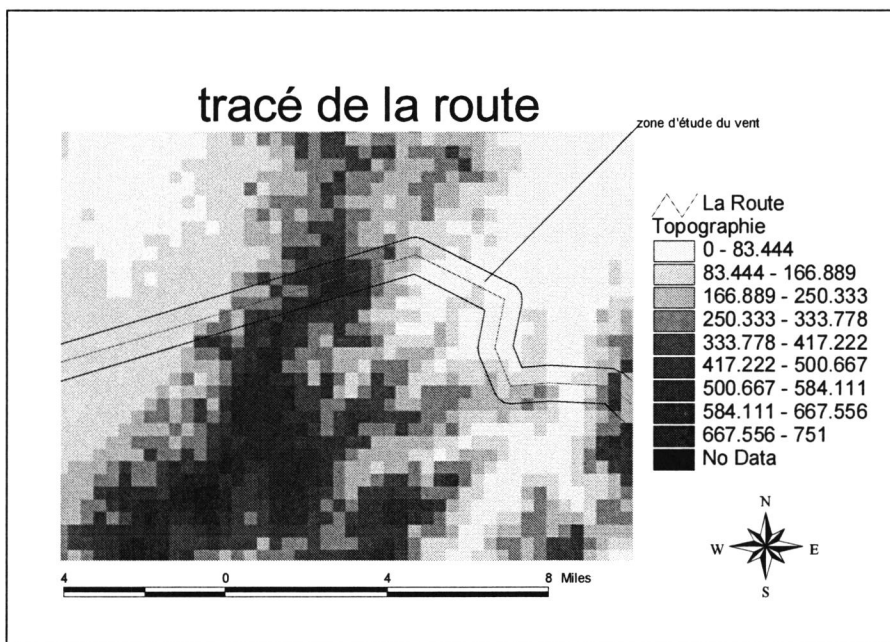 tracé de la route
zone d'étude du vent
La Route
Topographie
0 - 83.444
83.444 - 166.889
166.889 - 250.333
250.333 - 333.778
333.778 - 417.222
417.222 - 500.667
500.667 - 584.111
584.111 - 667.556
667.556 - 751
No Data
N
W E
S
4 0 4 8 Miles